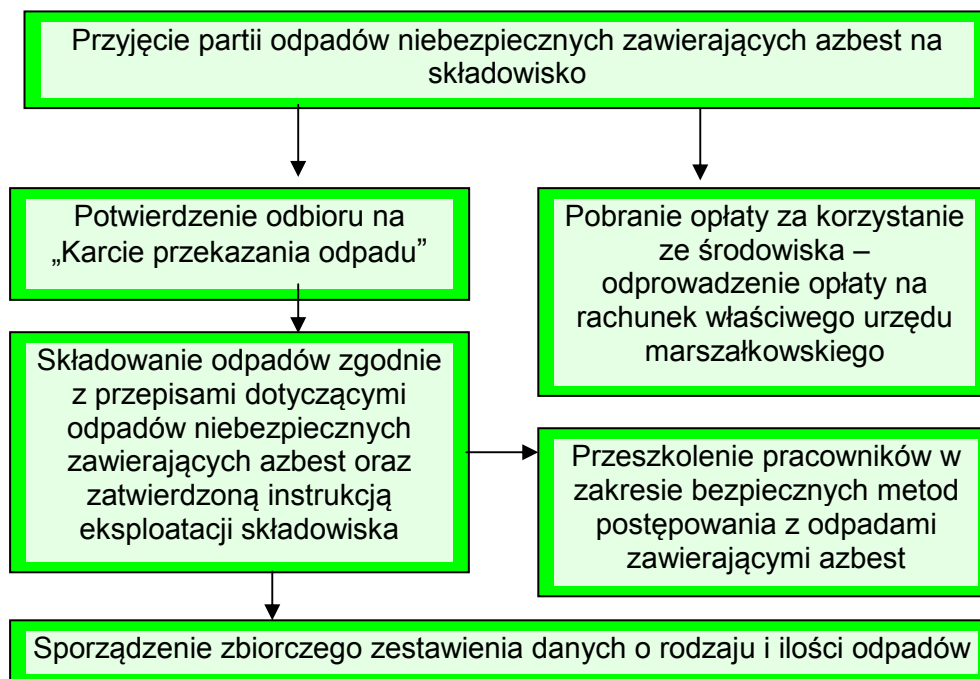 Przyjęcie partii odpadów niebezpiecznych zawierających azbest na
składowisko
Potwierdzenie odbioru na
„Karcie przekazania odpadu”
Pobranie opłaty za korzystanie
ze środowiska –
odprowadzenie opłaty na
rachunek właściwego urzędu
marszałkowskiego
Składowanie odpadów zgodnie
z przepisami dotyczącymi
odpadów niebezpiecznych
zawierających azbest oraz
zatwierdzoną instrukcją
eksploatacji składowiska
Przeszkolenie pracowników w
zakresie bezpiecznych metod
postępowania z odpadami
zawierającymi azbest
Sporządzenie zbiorczego zestawienia danych o rodzaju i ilości odpadów